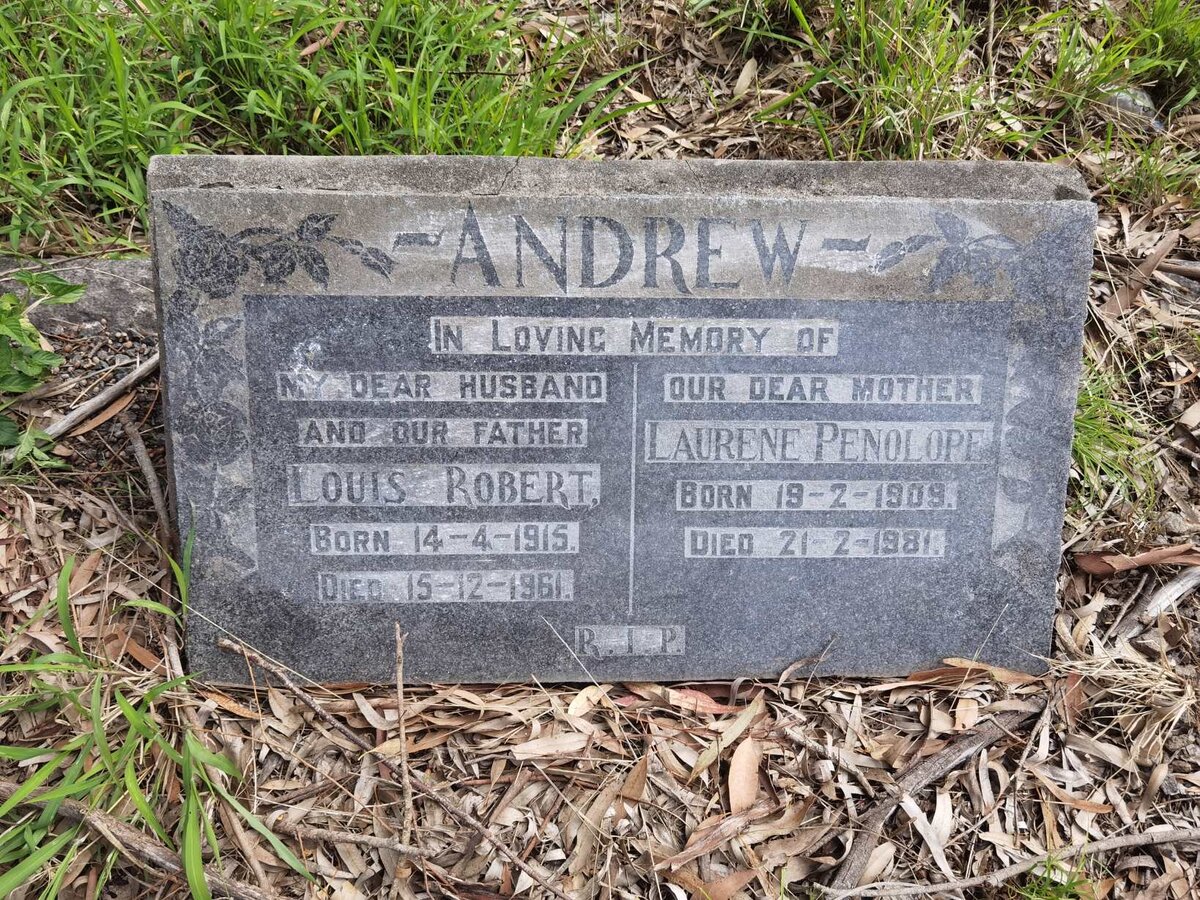 -ANDREW-
IN LOVING MEMORY OF
MY DEAR HUSBAND
AND OUR FATHER
LOUIS ROBERT,
BORN 14-4-1915.
DIED 15-12-1961.
OUR DEAR MOTHER
LAURENE PENOLOPE
BORN 19-2-1909.
DIED 21-2-1981.
R.I.P.